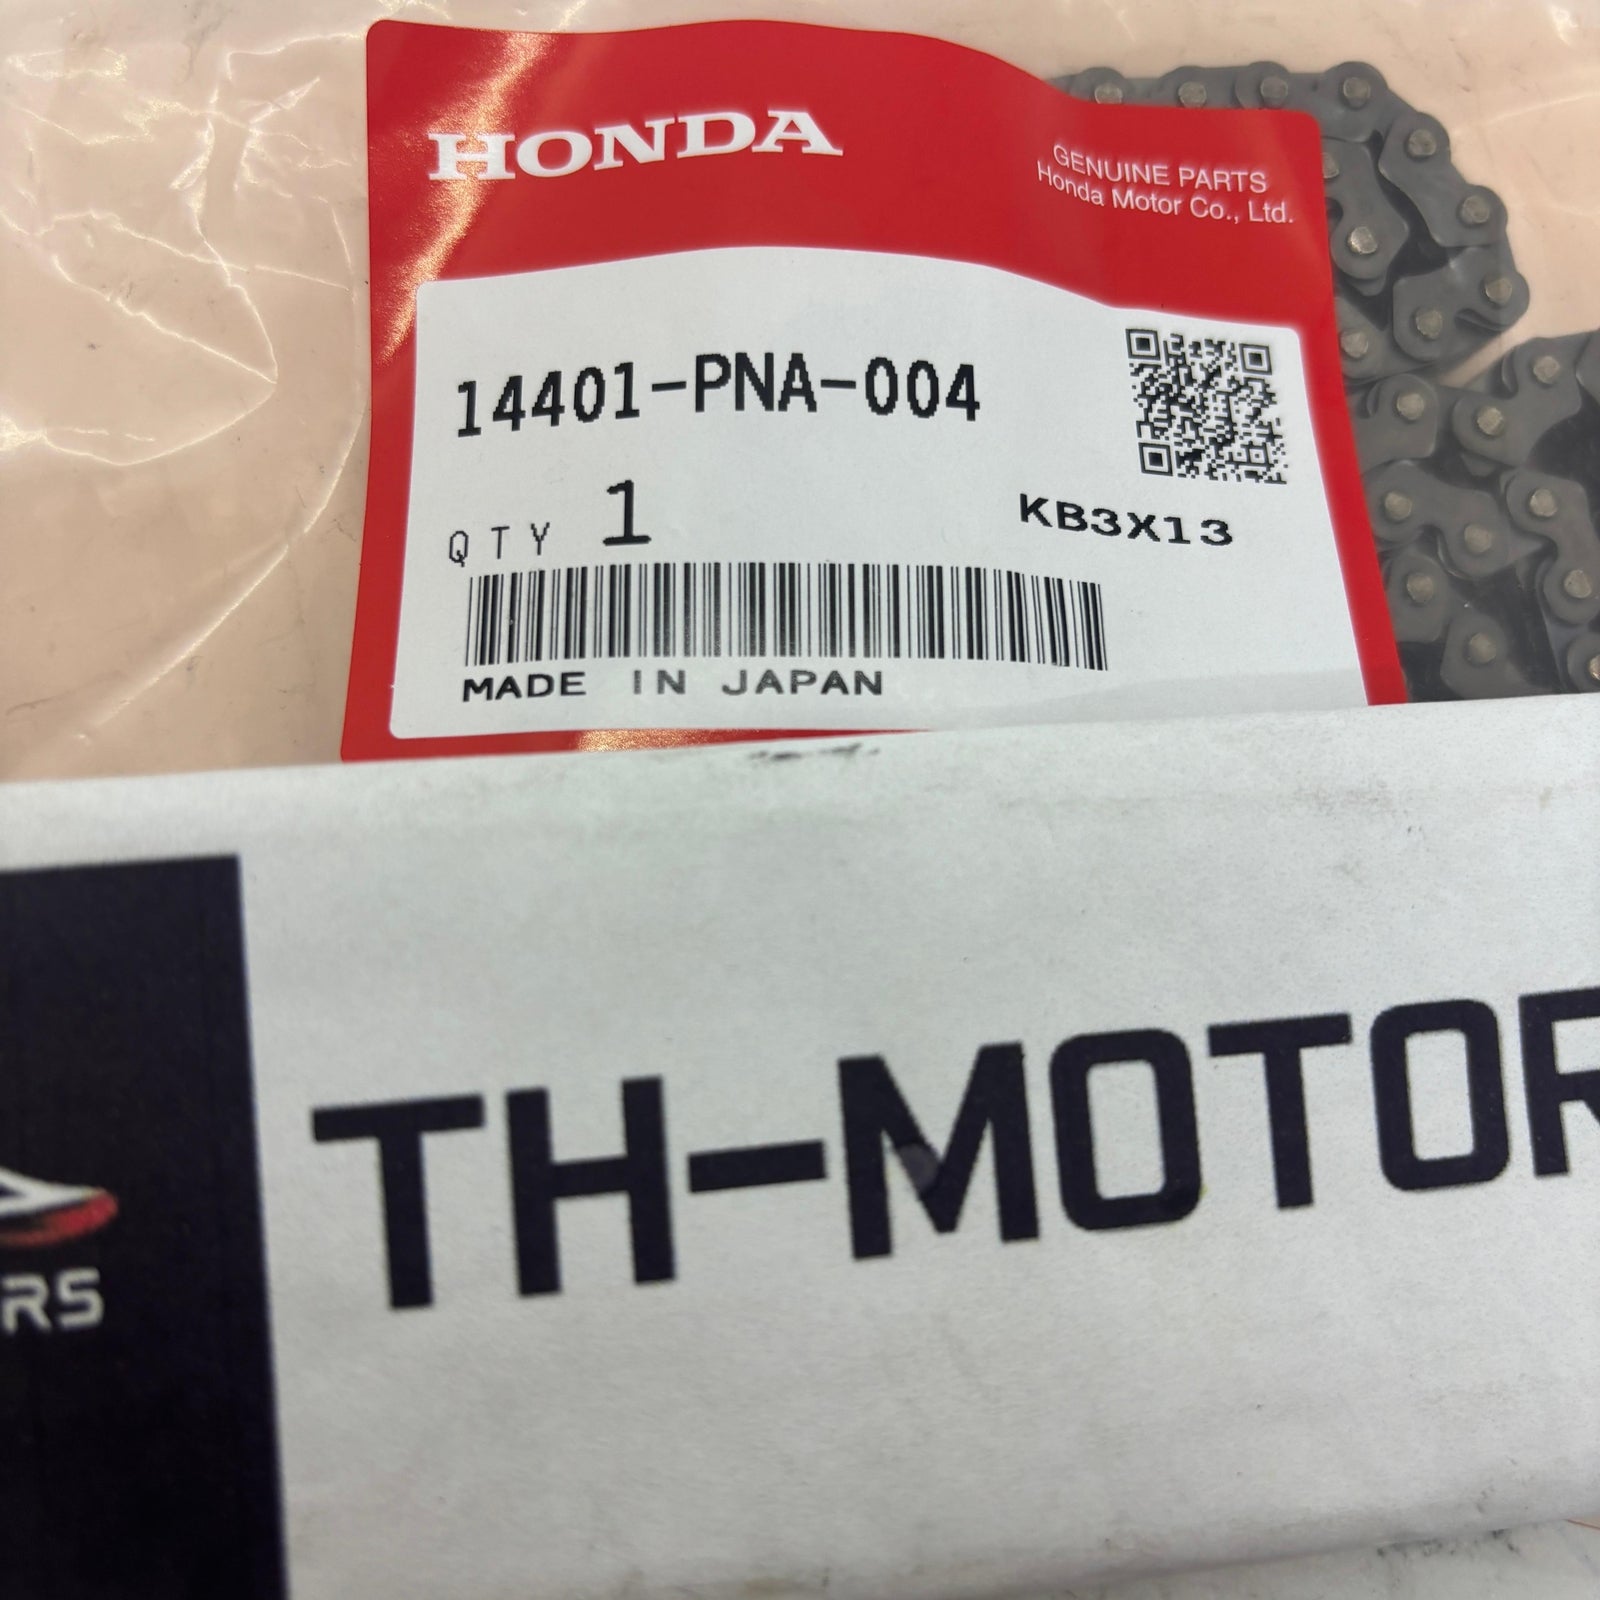 HONDA
GENUINE PARTS
Honda Motor Co., Ltd.
14401-PNA-004
QTY 1
KB3X13
MADE IN JAPAN
TH-MOTOR
RS